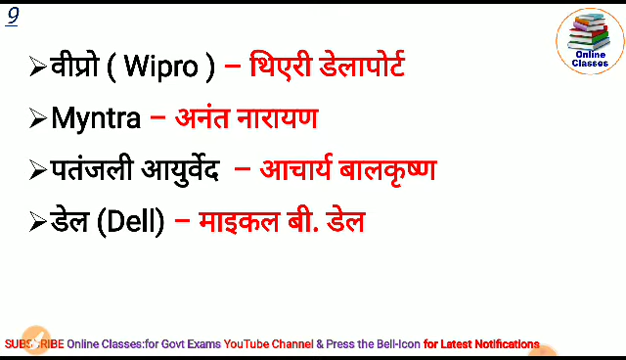 9
Online
Classes
➢वीप्रो ( Wipro ) – थिएरी डेलापोर्ट
➢Myntra – अनंत नारायण
➢पतंजली आयुर्वेद – आचार्य बालकृष्ण
➢डेल (Dell) – माइकल बी. डेल
SUBSCRIBE Online Classes:for Govt Exams YouTube Channel & Press the Bell-Icon for Latest Notifications